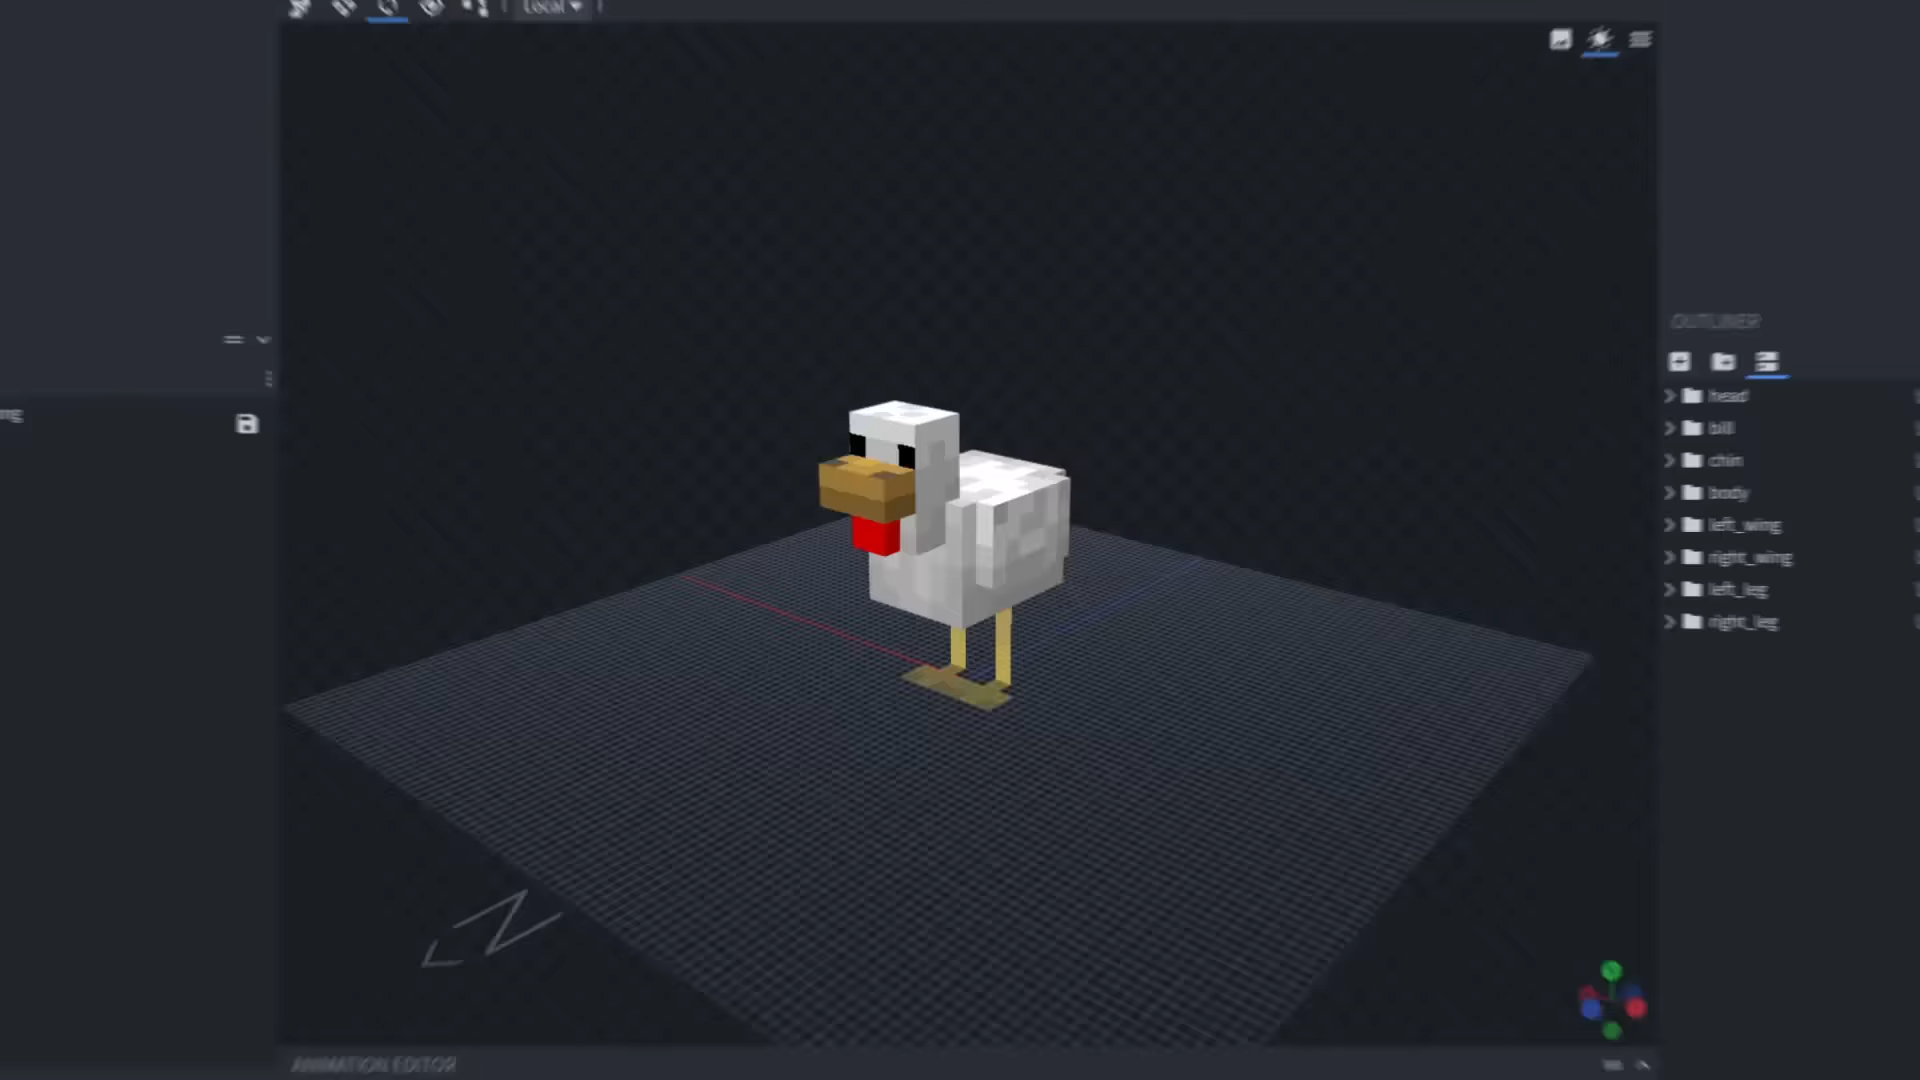 Local
OUTLINER
head
bill
chin
body
left_wing
right_wing
left_leg
right_leg
N
ANIMATION EDITOR